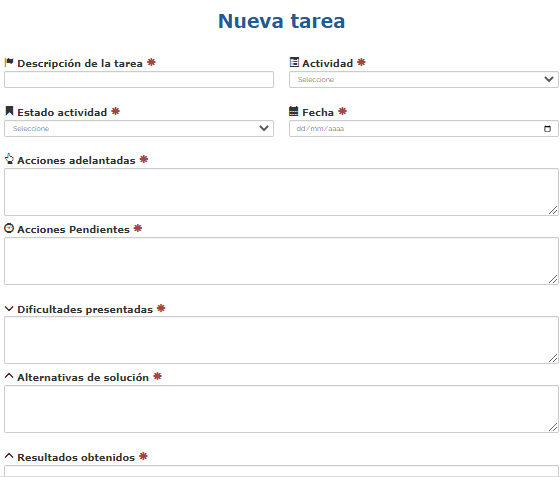 Nueva tarea
Descripción de la tarea
Actividad
Seleccione
Estado actividad
Fecha
Seleccione
dd/mm/aaaa
Acciones adelantadas
Acciones Pendientes
Dificultades presentadas
Alternativas de solución
Resultados obtenidos